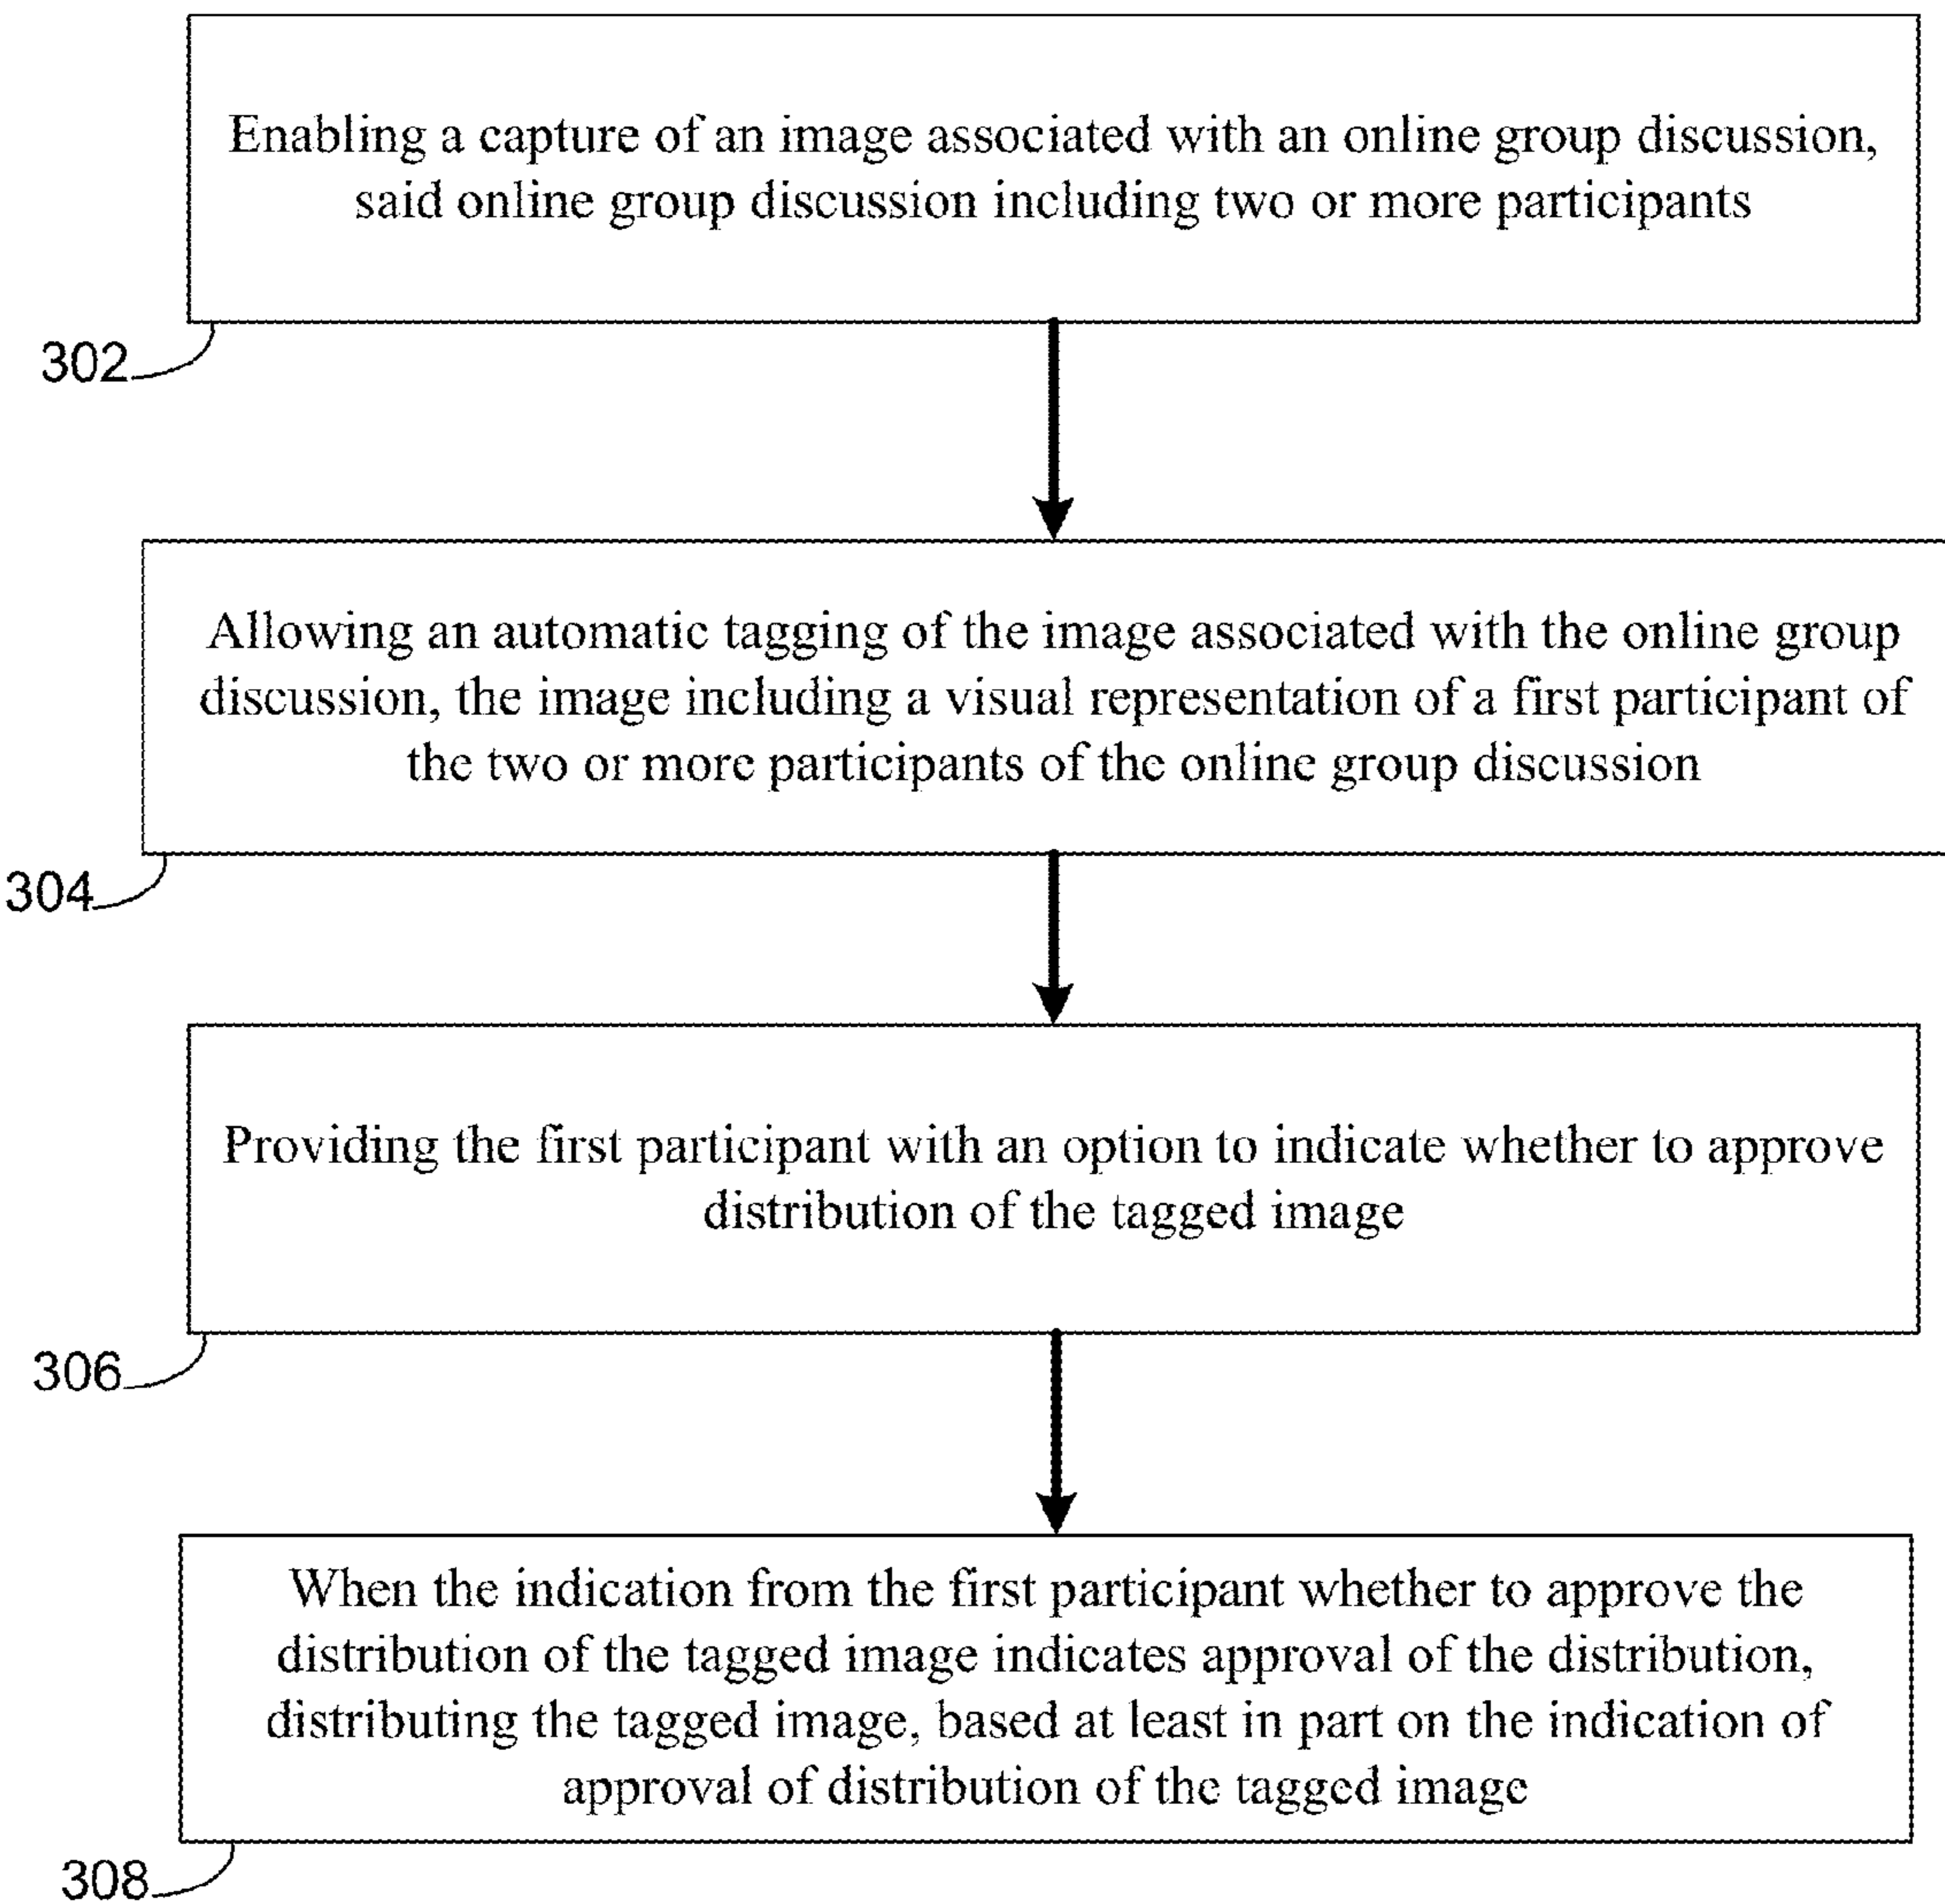 Enabling a capture of an image associated with an online group discussion,
said online group discussion including two or more participants
302
Allowing an automatic tagging of the image associated with the online group
discussion, the image including a visual representation of a first participant of
the two or more participants of the online group discussion
304
Providing the first participant with an option to indicate whether to approve
distribution of the tagged image
306
When the indication from the first participant whether to approve the
distribution of the tagged image indicates approval of the distribution,
distributing the tagged image, based at least in part on the indication of
approval of distribution of the tagged image
308